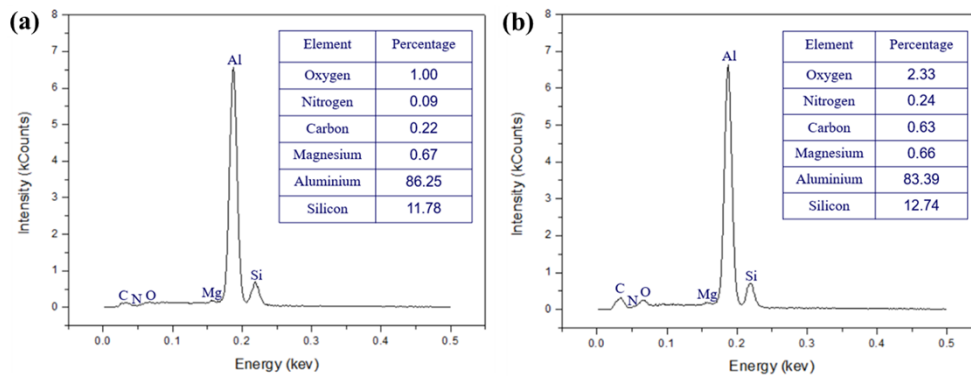 (a)
Element Percentage
Oxygen 1.00
Nitrogen 0.09
Carbon 0.22
Magnesium 0.67
Aluminium 86.25
Silicon 11.78
Al
Si
Mg
C N O
7
6
5
4
3
2
1
0
Intensity (kCounts)
0.0 0.1 0.2 0.3 0.4 0.5
Energy (kev)
(b)
Element Percentage
Oxygen 2.33
Nitrogen 0.24
Carbon 0.63
Magnesium 0.66
Aluminium 83.39
Silicon 12.74
Al
Si
Mg
C N O
8
7
6
5
4
3
2
1
0
Intensity (kCounts)
0.0 0.1 0.2 0.3 0.4 0.5
Energy (kev)